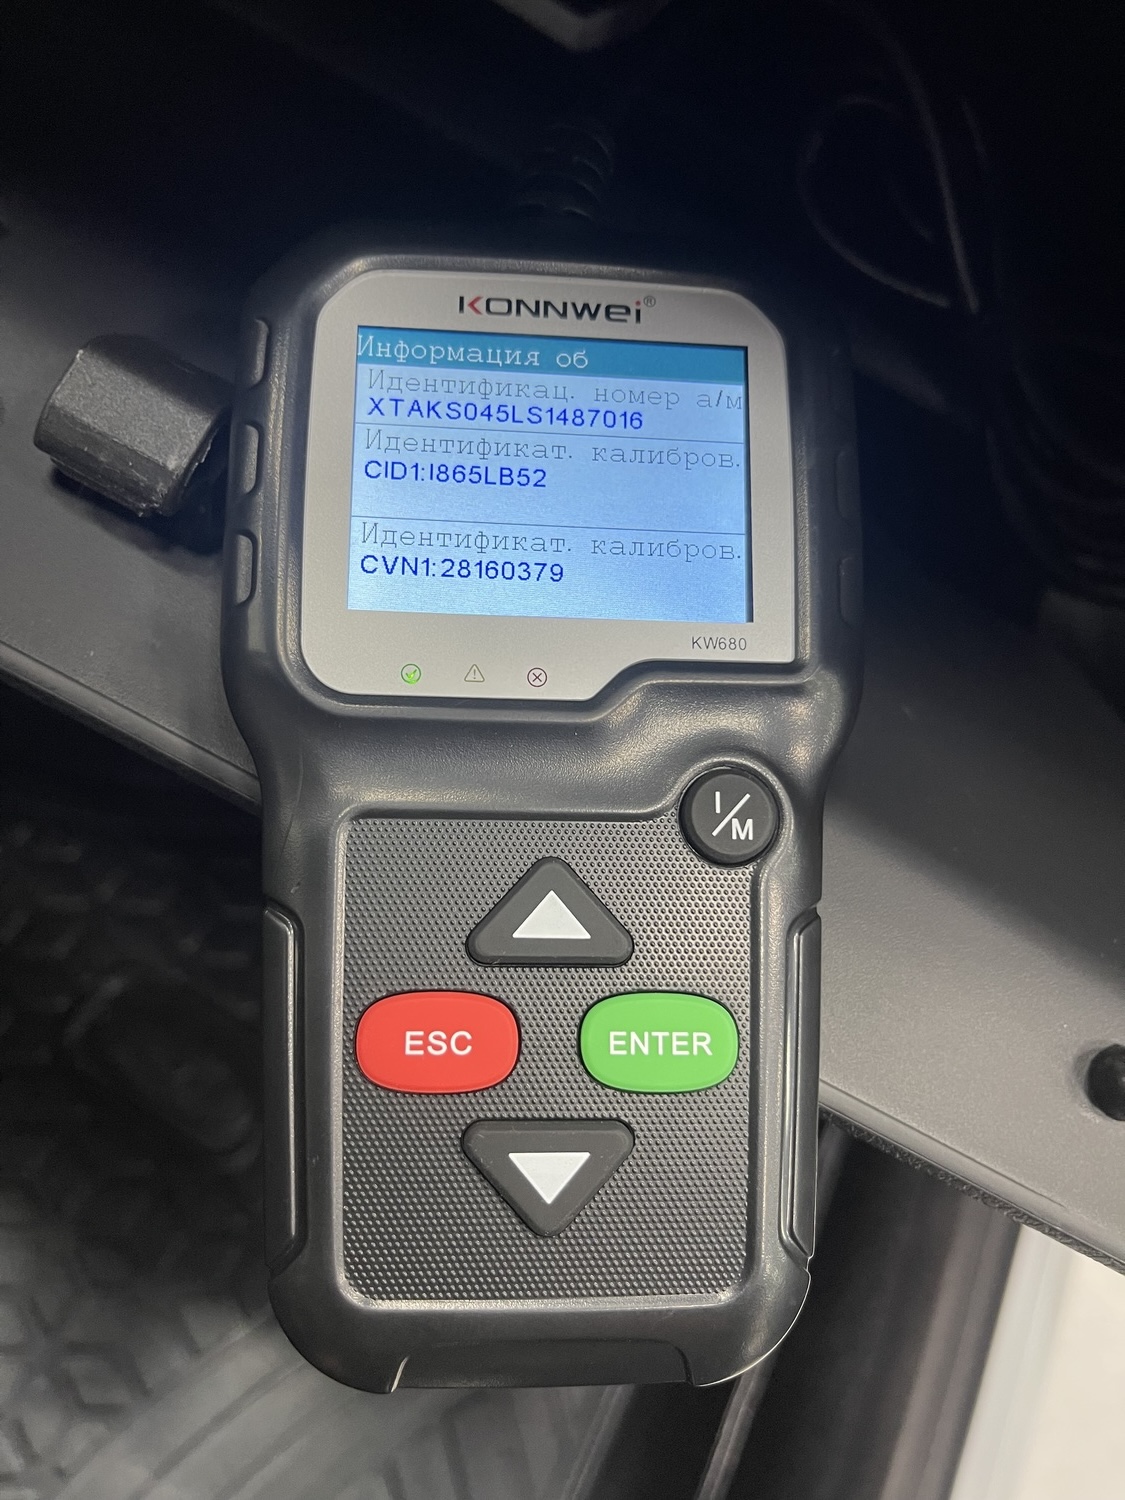 KONNWEI®
Информация об
Идентификац. номер а/м
XTAKS045LS1487016
Идентификат. калибров.
CID1:I865LB52
Идентификат. калибров.
CVN1:28160379
KW680
I/M
ESC
ENTER